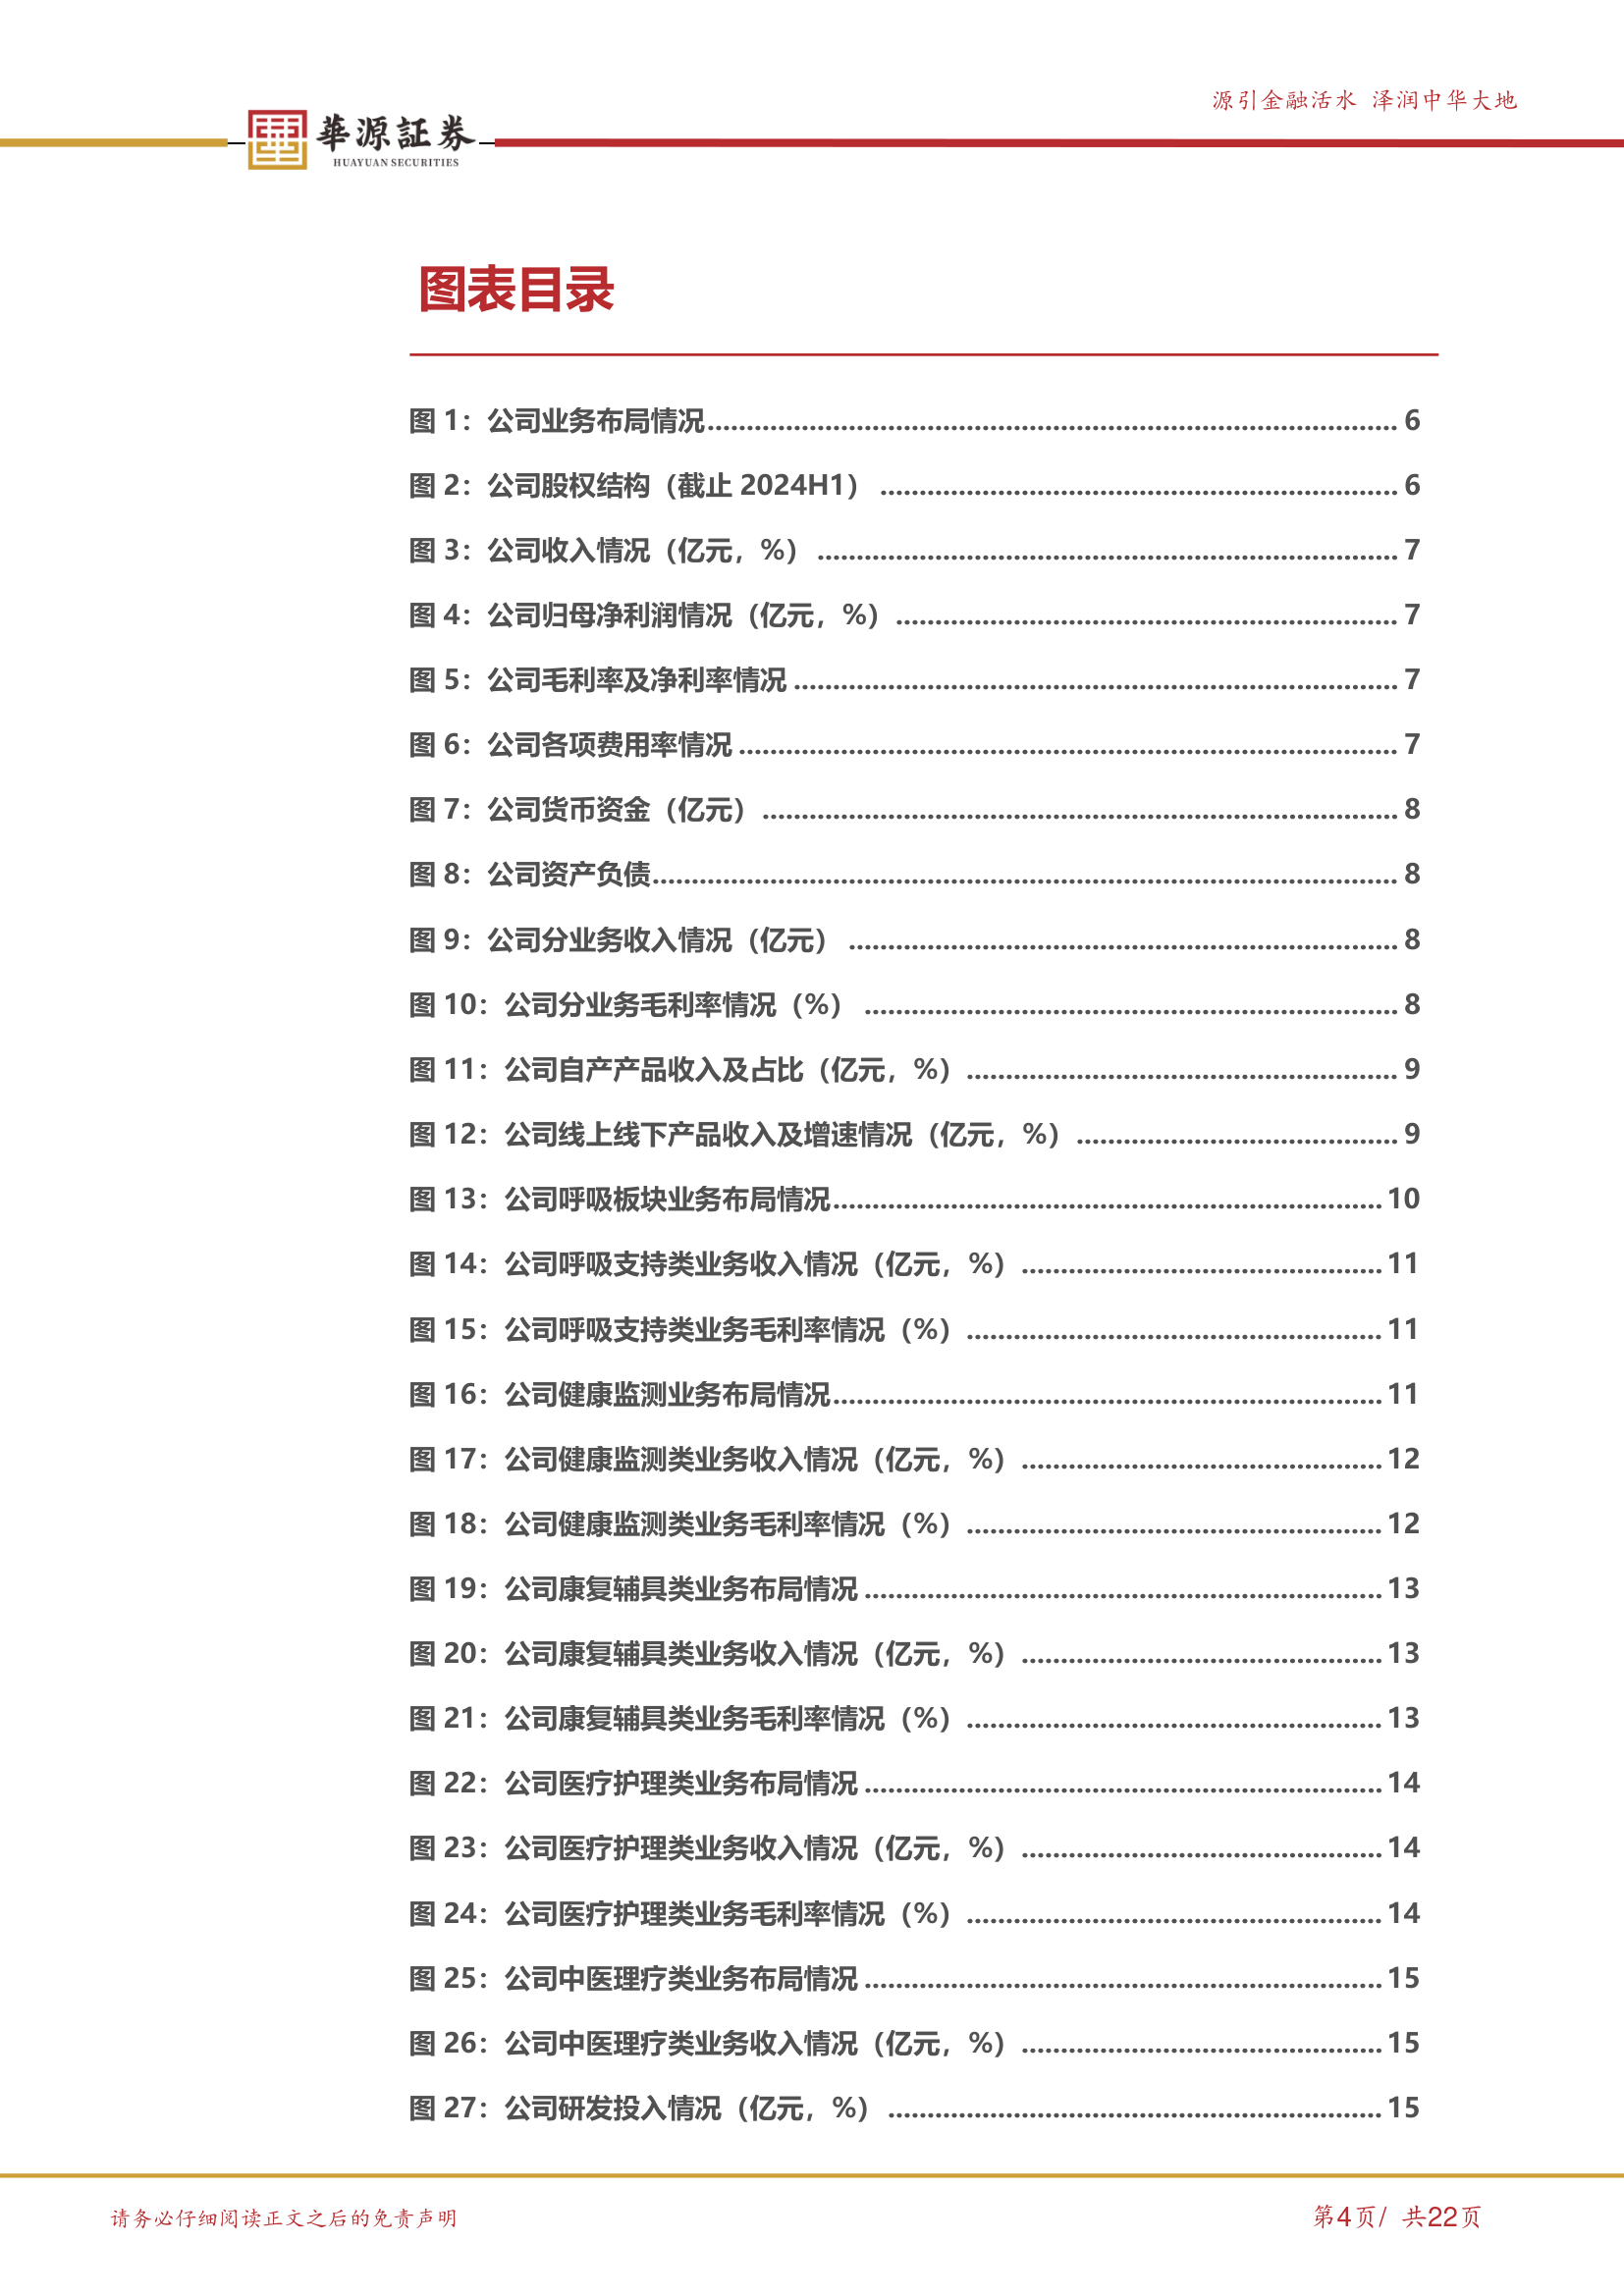 源引金融活水 泽润中华大地
華源証券
HUAYUAN SECURITIES
图表目录
图 1：公司业务布局情况 6
图 2：公司股权结构（截止 2024H1） 6
图 3：公司收入情况（亿元，%） 7
图 4：公司归母净利润情况（亿元，%） 7
图 5：公司毛利率及净利率情况 7
图 6：公司各项费用率情况 7
图 7：公司货币资金（亿元） 8
图 8：公司资产负债 8
图 9：公司分业务收入情况（亿元） 8
图 10：公司分业务毛利率情况（%） 8
图 11：公司自产产品收入及占比（亿元，%） 9
图 12：公司线上线下产品收入及增速情况（亿元，%） 9
图 13：公司呼吸板块业务布局情况 10
图 14：公司呼吸支持类业务收入情况（亿元，%） 11
图 15：公司呼吸支持类业务毛利率情况（%） 11
图 16：公司健康监测业务布局情况 11
图 17：公司健康监测类业务收入情况（亿元，%） 12
图 18：公司健康监测类业务毛利率情况（%） 12
图 19：公司康复辅具类业务布局情况 13
图 20：公司康复辅具类业务收入情况（亿元，%） 13
图 21：公司康复辅具类业务毛利率情况（%） 13
图 22：公司医疗护理类业务布局情况 14
图 23：公司医疗护理类业务收入情况（亿元，%） 14
图 24：公司医疗护理类业务毛利率情况（%） 14
图 25：公司中医理疗类业务布局情况 15
图 26：公司中医理疗类业务收入情况（亿元，%） 15
图 27：公司研发投入情况（亿元，%） 15
请务必仔细阅读正文之后的免责声明
第4页/ 共22页